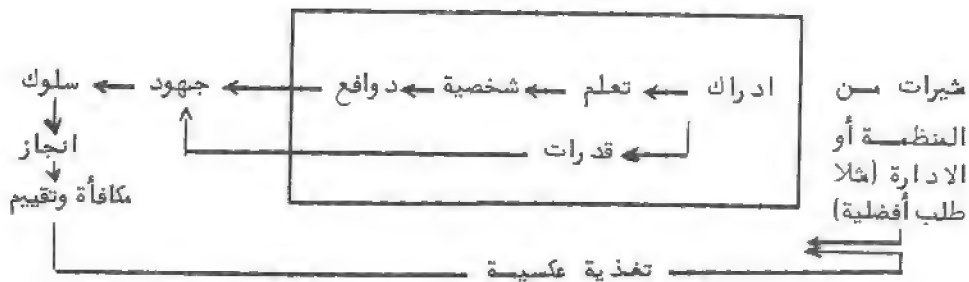 مثيرات من
المنظمة أو
الادارة (مثلا
طلب أفضلية)
ادراك
تعلم
شخصية
دوافع
جهود
سلوك
قدرات
انجاز
مكافأة وتقييم
تغذية عكسية